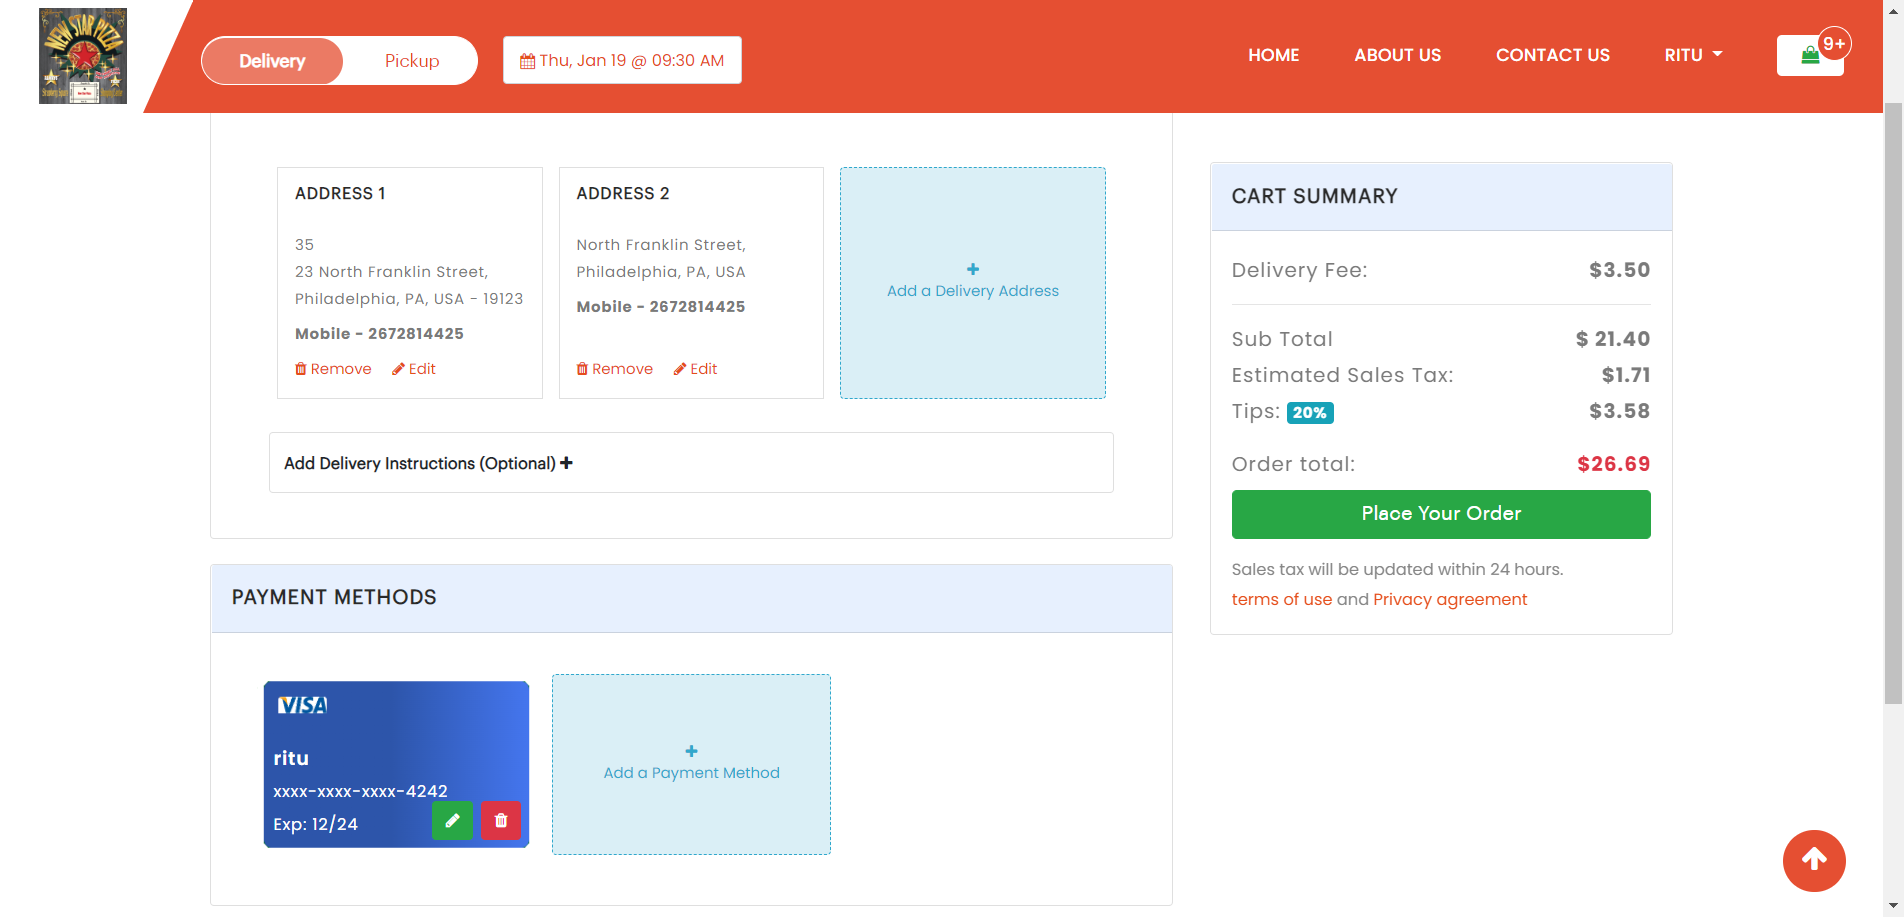 NEW STAR PIZZA
Delivery
Pickup
Thu, Jan 19 @ 09:30 AM
HOME
ABOUT US
CONTACT US
RITU
9+
ADDRESS 1
35
23 North Franklin Street,
Philadelphia, PA, USA - 19123
Mobile - 2672814425
Remove
Edit
ADDRESS 2
North Franklin Street,
Philadelphia, PA, USA
Mobile - 2672814425
Remove
Edit
Add a Delivery Address
Add Delivery Instructions (Optional)
PAYMENT METHODS
VISA
ritu
xxxx-xxxx-xxxx-4242
Exp: 12/24
Add a Payment Method
CART SUMMARY
Delivery Fee: $3.50
Sub Total $ 21.40
Estimated Sales Tax: $1.71
Tips: 20% $3.58
Order total: $26.69
Place Your Order
Sales tax will be updated within 24 hours.
terms of use and Privacy agreement